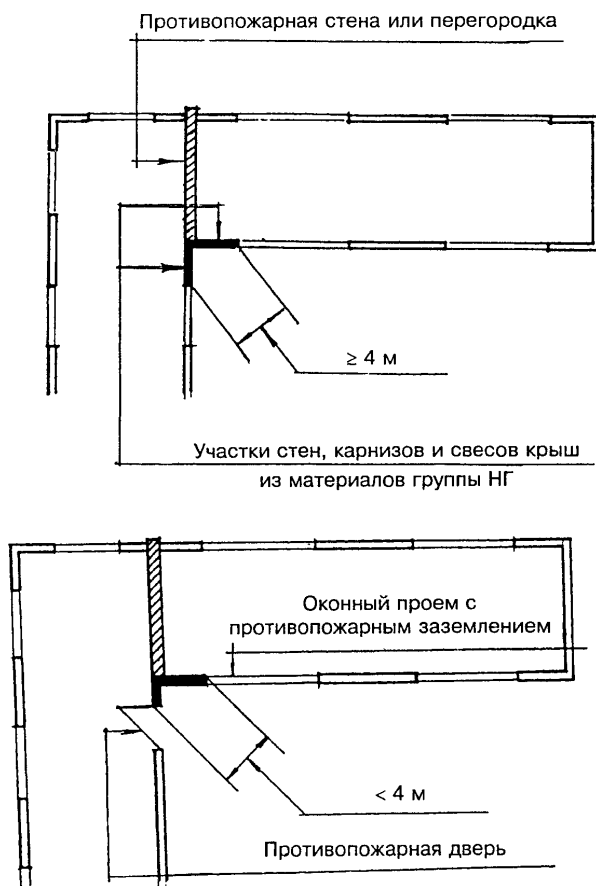 Противопожарная стена или перегородка
≥ 4 м
Участки стен, карнизов и свесов крыш
из материалов группы НГ
Оконный проем с
противопожарным заземлением
< 4 м
Противопожарная дверь